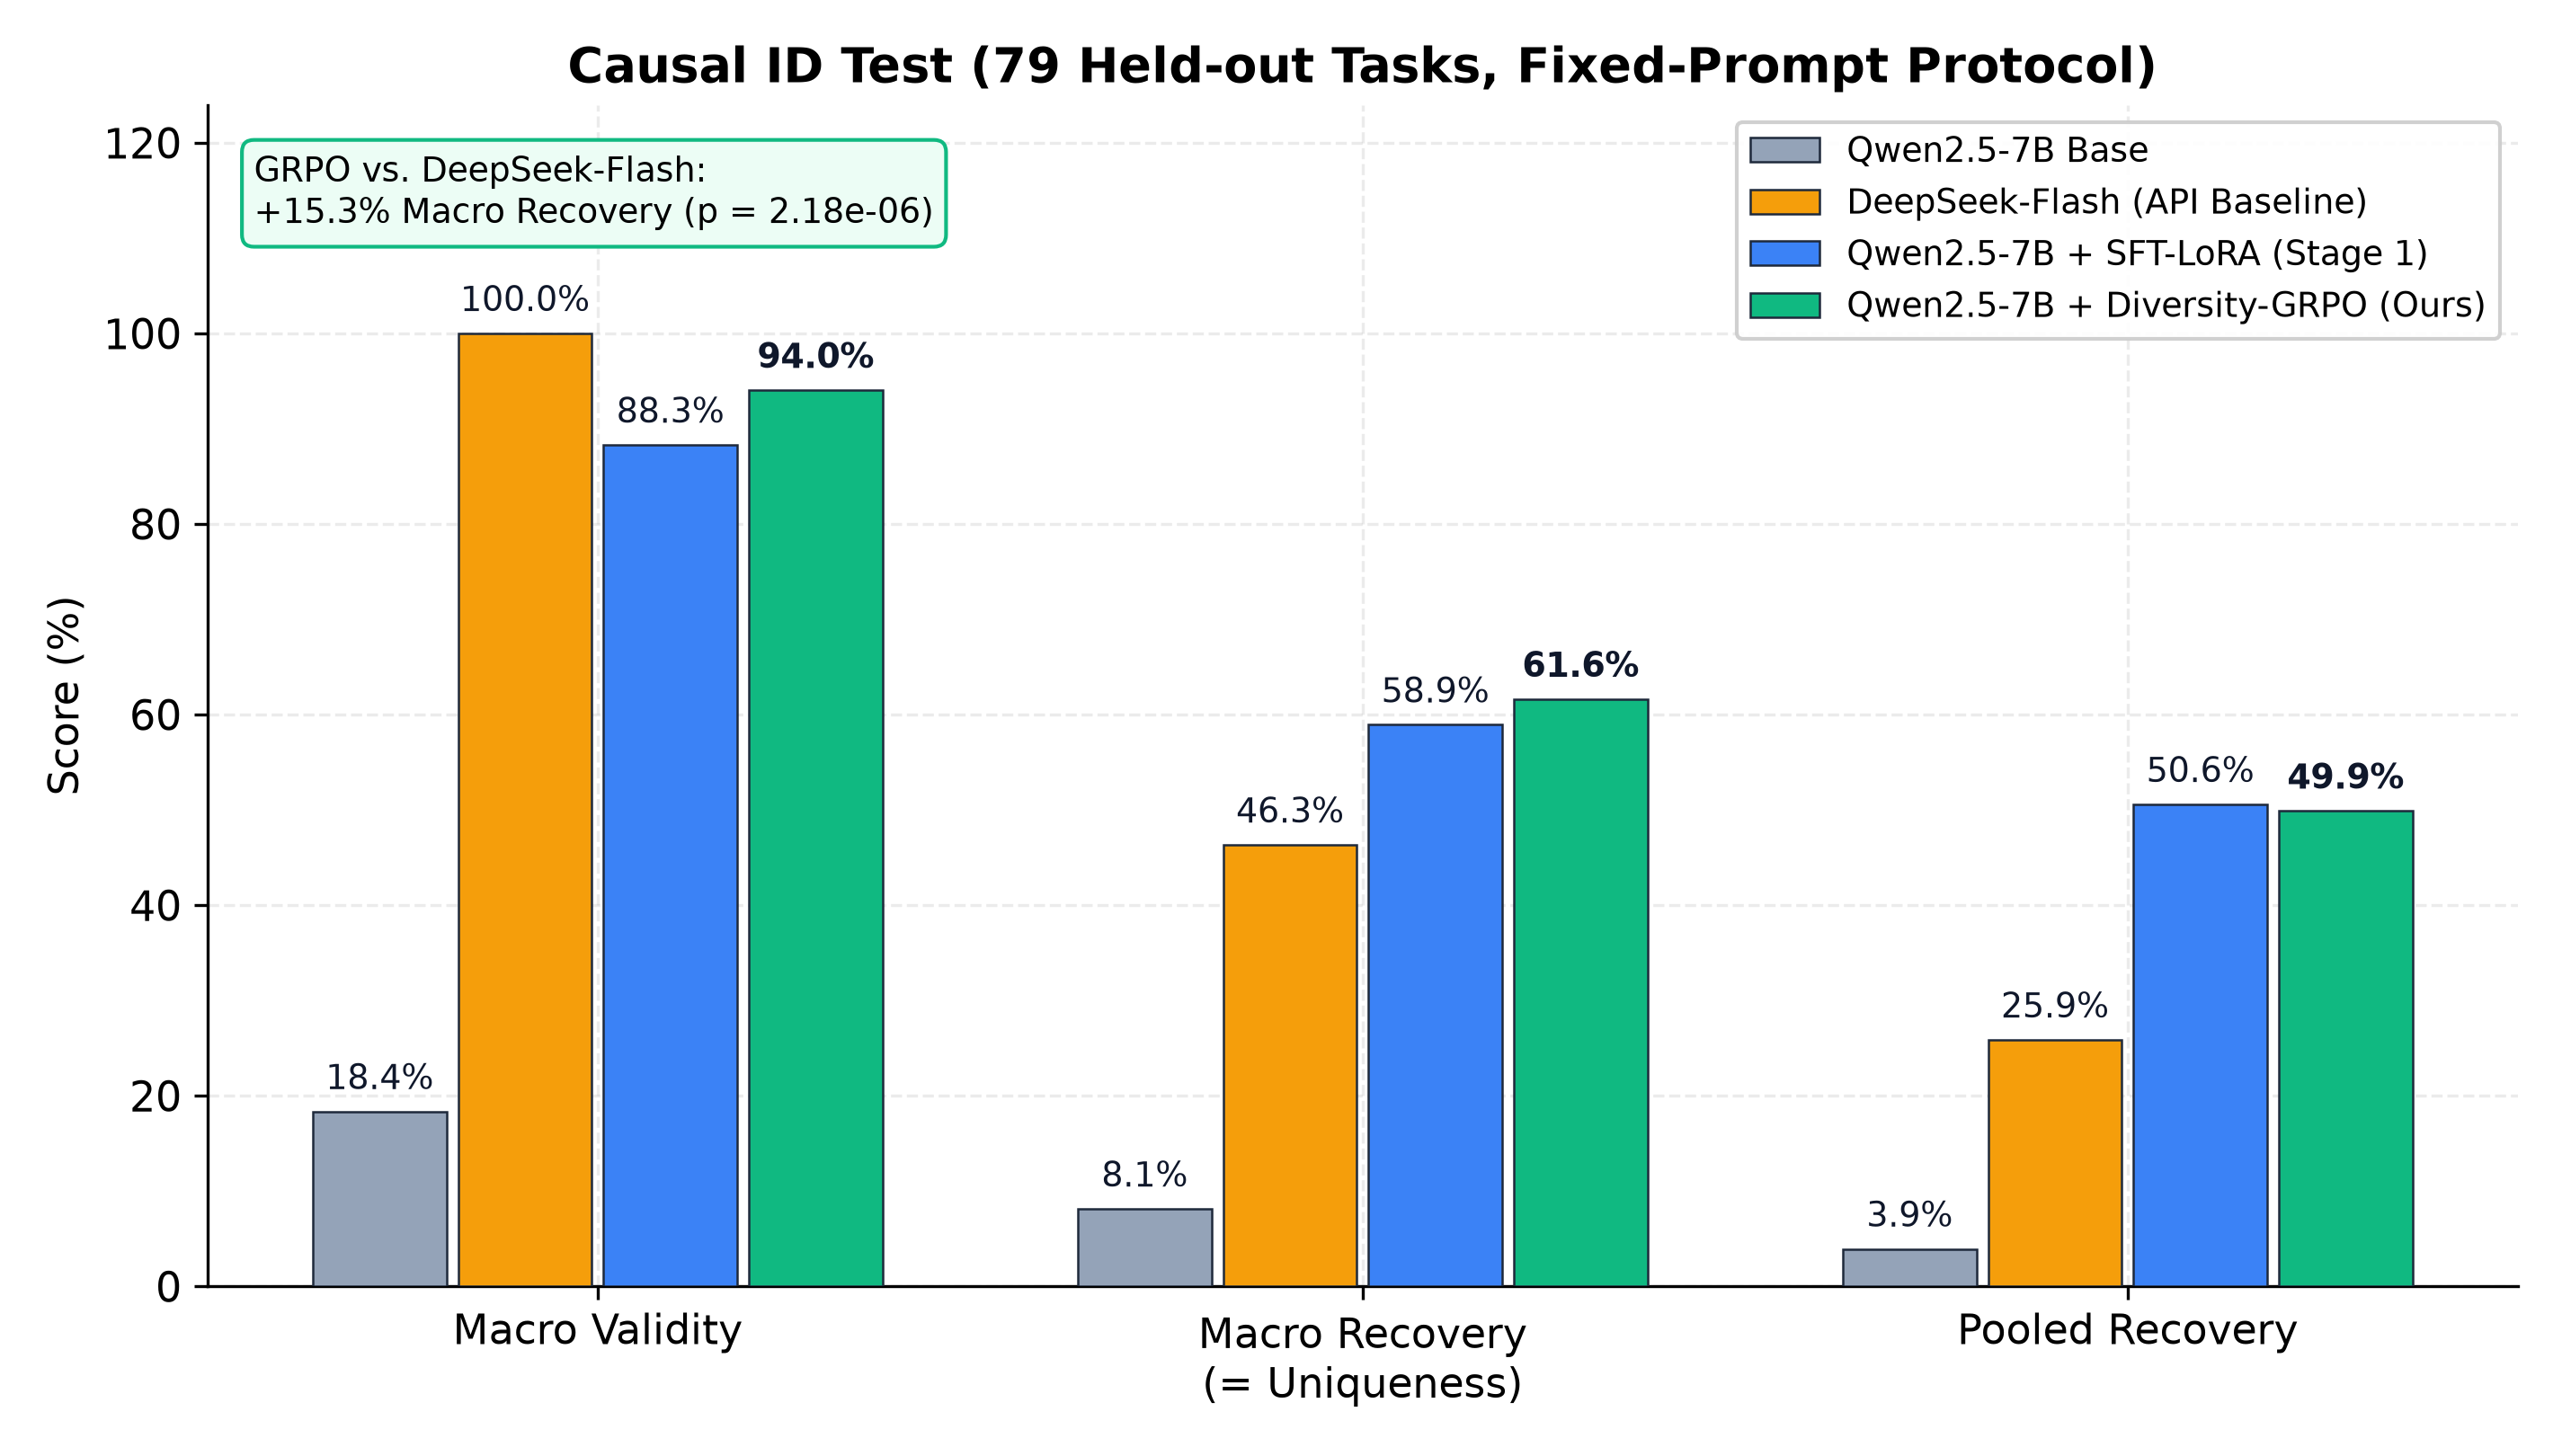 Causal ID Test (79 Held-out Tasks, Fixed-Prompt Protocol)
GRPO vs. DeepSeek-Flash:
+15.3% Macro Recovery (p = 2.18e-06)
Qwen2.5-7B Base
DeepSeek-Flash (API Baseline)
Qwen2.5-7B + SFT-LoRA (Stage 1)
Qwen2.5-7B + Diversity-GRPO (Ours)
Score (%)
120
100
80
60
40
20
0
18.4%
100.0%
88.3%
94.0%
8.1%
46.3%
58.9%
61.6%
3.9%
25.9%
50.6%
49.9%
Macro Validity
Macro Recovery
(= Uniqueness)
Pooled Recovery